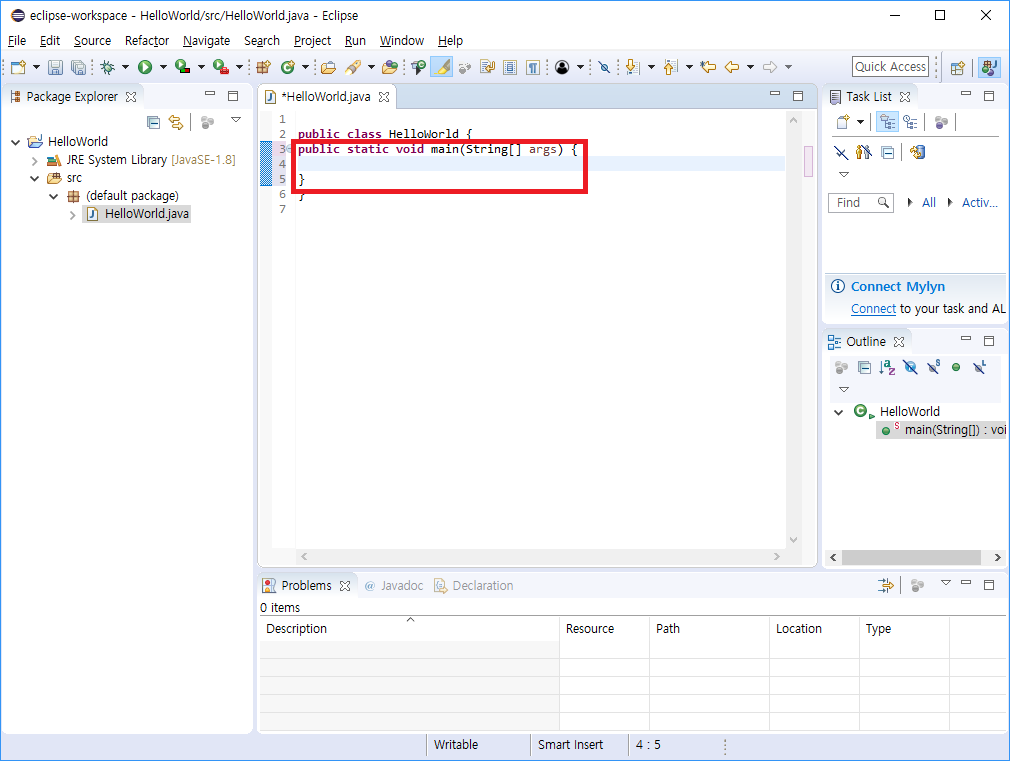 eclipse-workspace - HelloWorld/src/HelloWorld.java - Eclipse
File Edit Source Refactor Navigate Search Project Run Window Help
Quick Access
Package Explorer
HelloWorld
JRE System Library [JavaSE-1.8]
src
(default package)
HelloWorld.java
*HelloWorld.java
1
2 public class HelloWorld {
3 public static void main(String[] args) {
4
5 }
6 }
7
Task List
Find All Activ...
Connect Mylyn
Connect to your task and AL
Outline
HelloWorld
main(String[]) : voi
Problems @ Javadoc Declaration
0 items
Description Resource Path Location Type
Writable Smart Insert 4 : 5